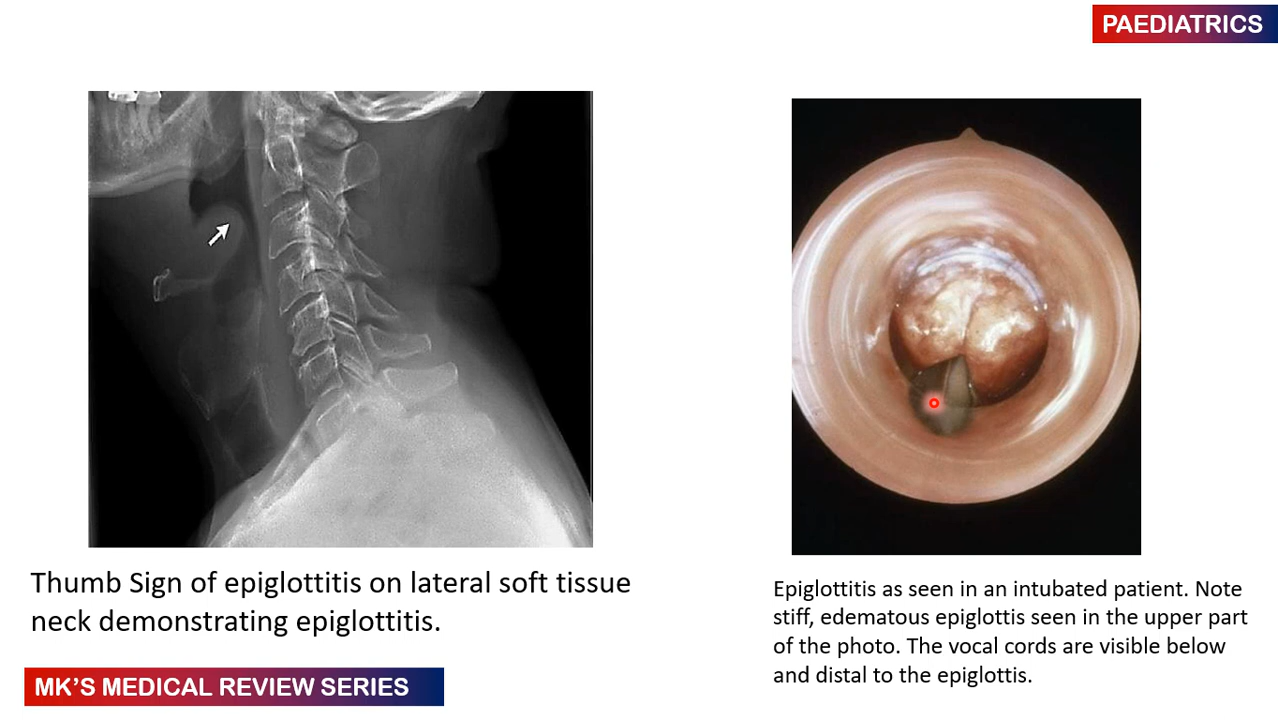 PAEDIATRICS
Thumb Sign of epiglottitis on lateral soft tissue
neck demonstrating epiglottitis.
Epiglottitis as seen in an intubated patient. Note
stiff, edematous epiglottis seen in the upper part
of the photo. The vocal cords are visible below
and distal to the epiglottis.
MK’S MEDICAL REVIEW SERIES